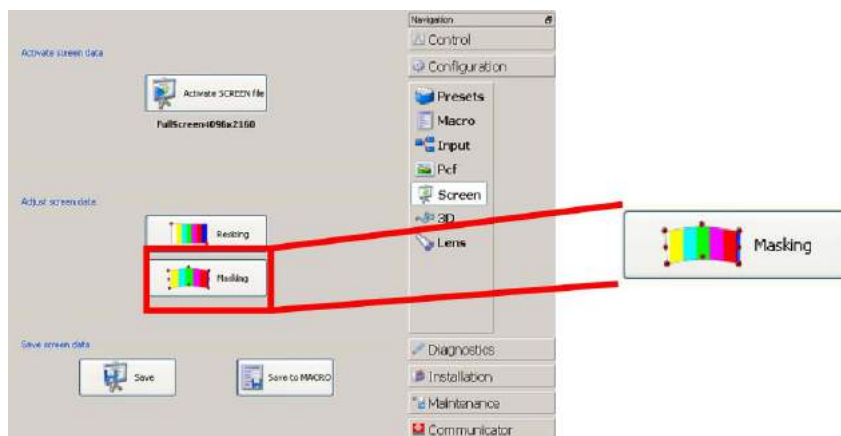 Navigation
Control
Activate screen data
Configuration
Activate SCREEN file
Presets
FullScreen4096x2160
Macro
Input
Pcf
Adjust screen data
Screen
3D
Resizing
Lens
Masking
Masking
Save screen data
Diagnostics
Save
Save to MACRO
Installation
Maintenance
Communicator